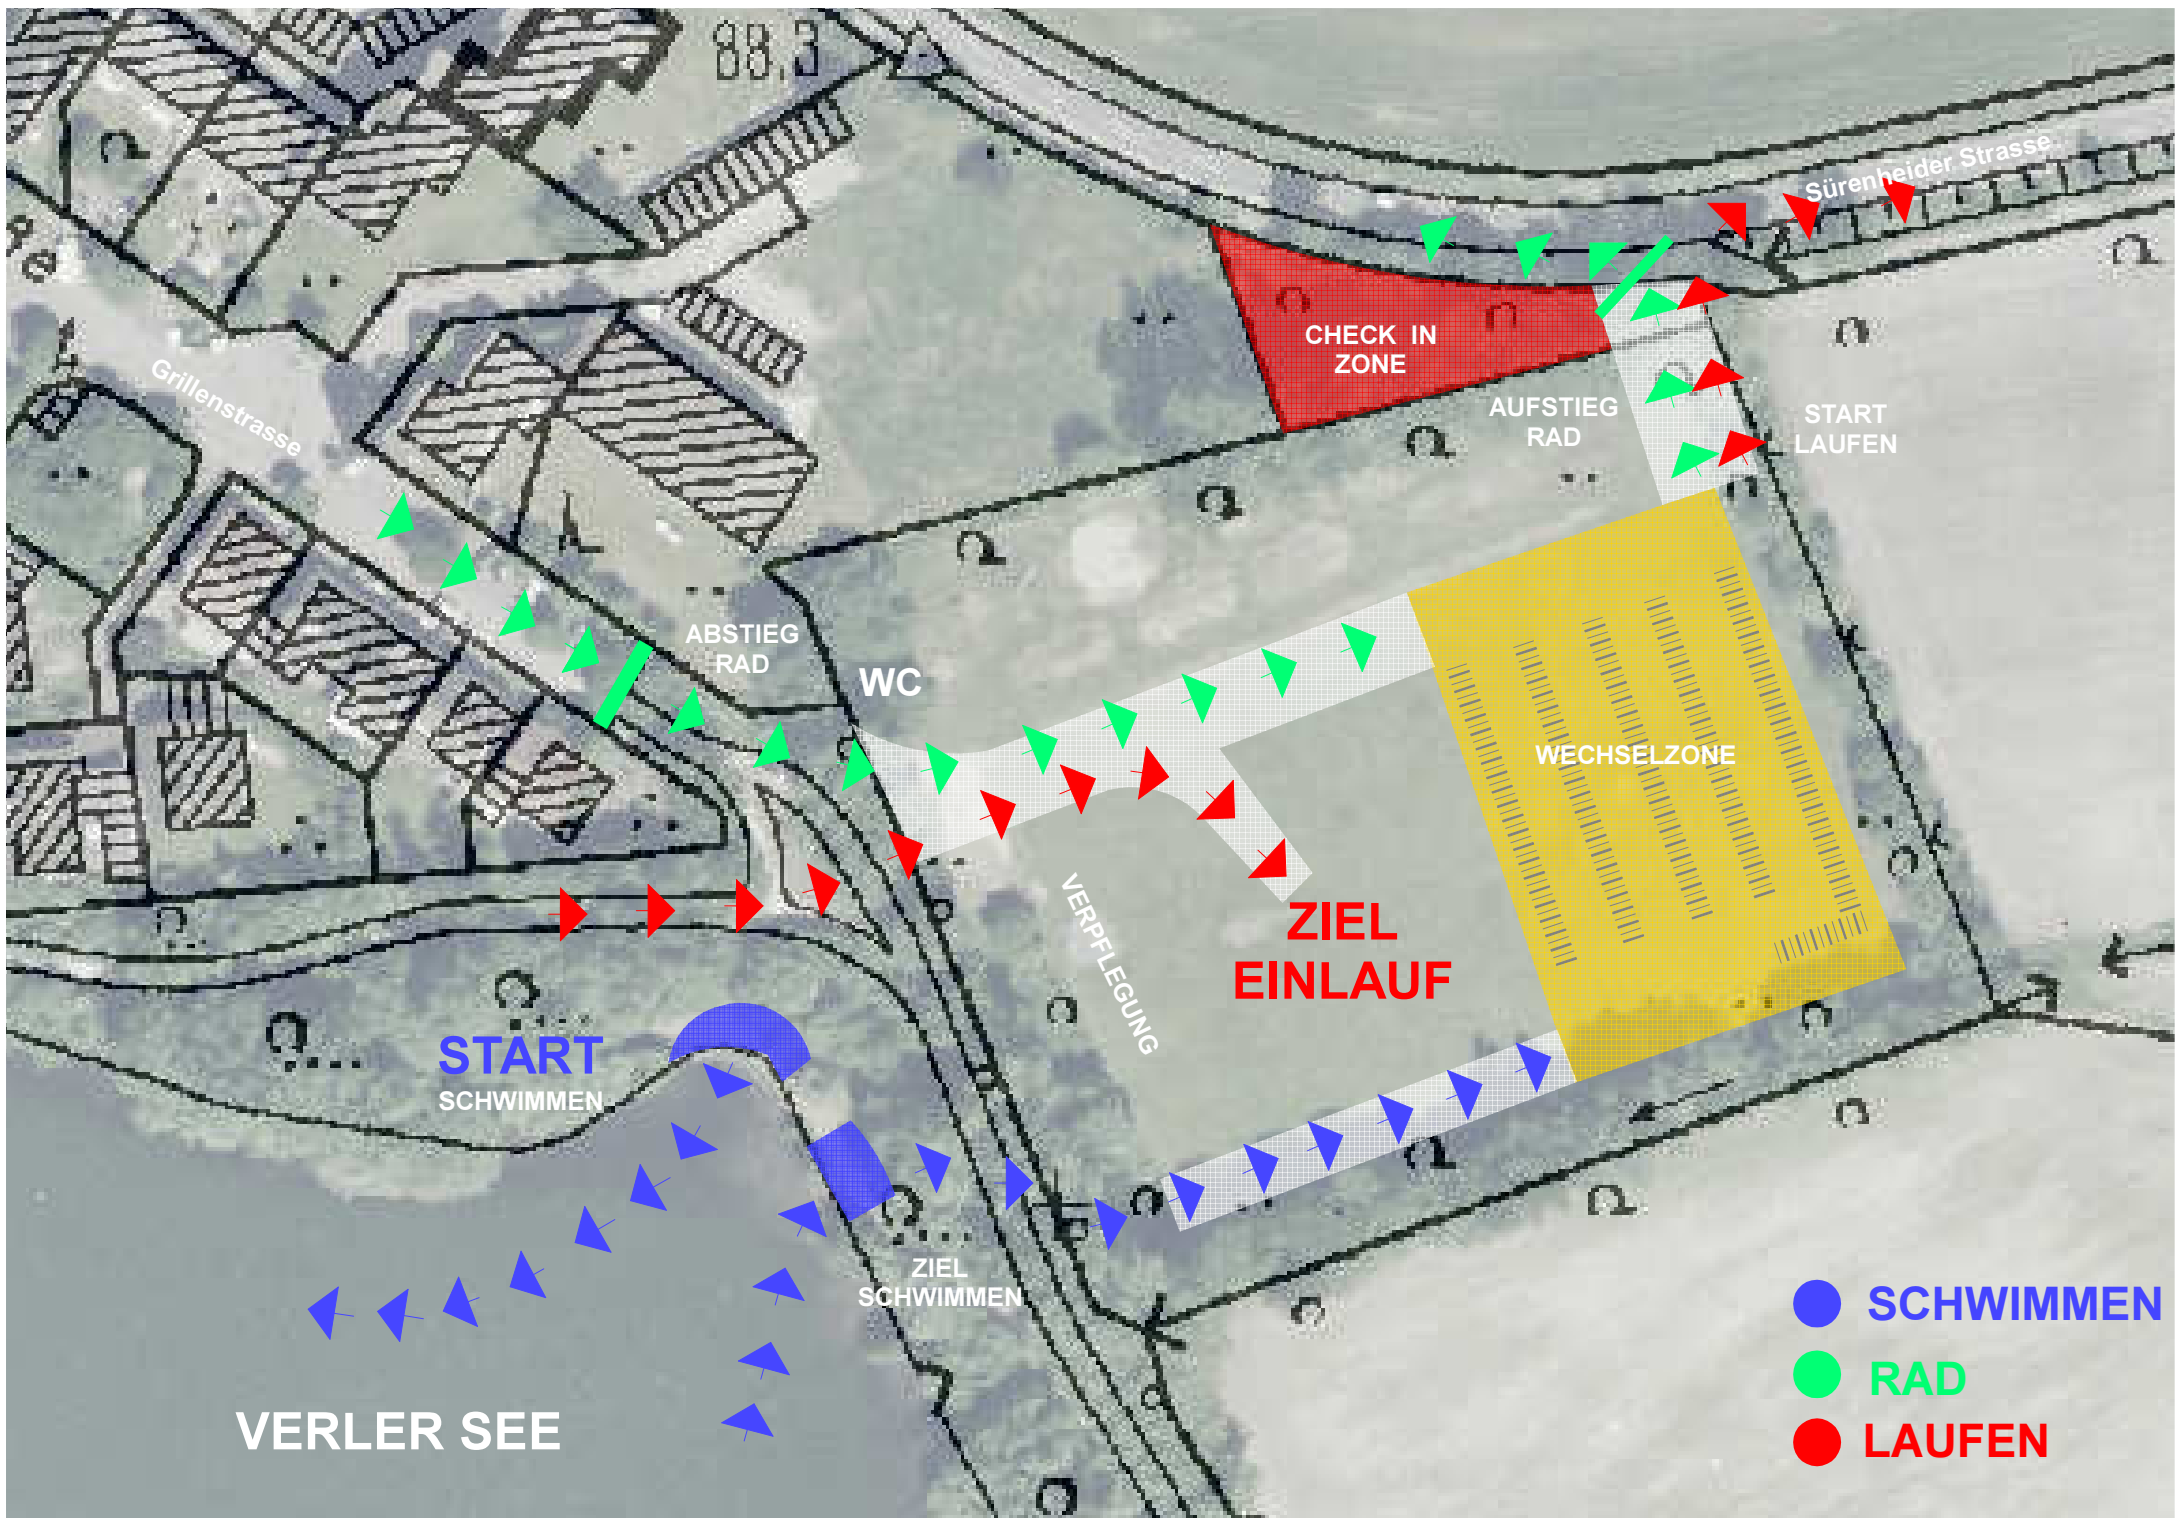 88.3
Sürenheider Strasse
CHECK IN
ZONE
Grillenstrasse
AUFSTIEG
RAD
START
LAUFEN
ABSTIEG
RAD
WC
WECHSELZONE
VERPFLEGUNG
ZIEL
EINLAUF
START
SCHWIMMEN
ZIEL
SCHWIMMEN
SCHWIMMEN
RAD
LAUFEN
VERLER SEE